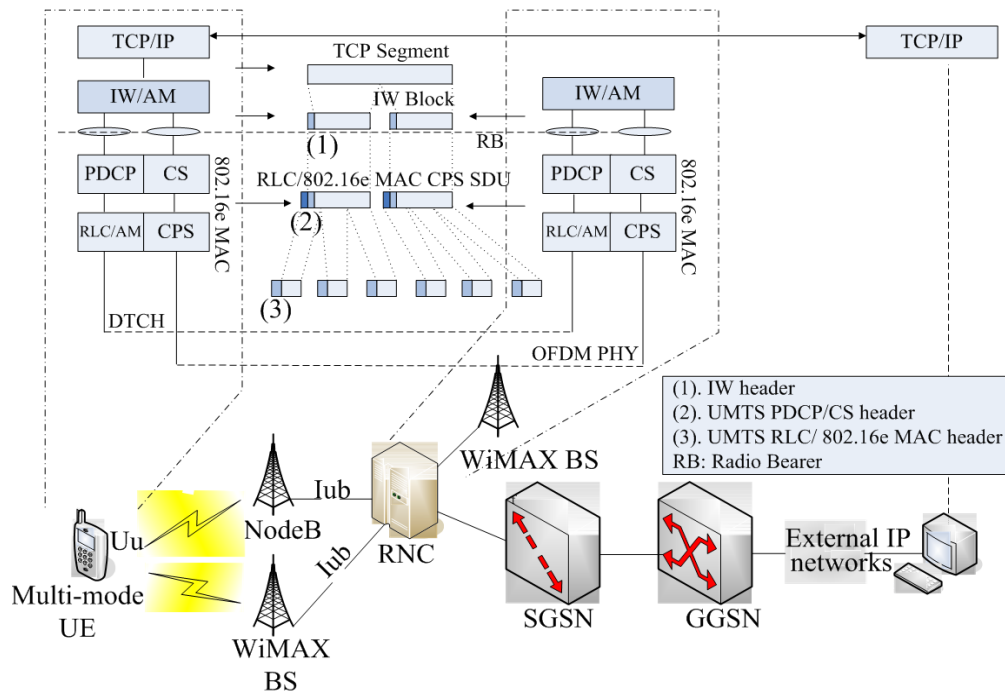 TCP/IP
TCP/IP
TCP Segment
IW/AM
IW Block
IW/AM
(1)
RB
PDCP
CS
RLC/802.16e MAC CPS SDU
PDCP
CS
802.16e MAC
802.16e MAC
(2)
RLC/AM
CPS
RLC/AM
CPS
(3)
DTCH
OFDM PHY
(1). IW header
(2). UMTS PDCP/CS header
(3). UMTS RLC/ 802.16e MAC header
RB: Radio Bearer
WiMAX BS
Iub
NodeB
Uu
RNC
Iub
External IP
networks
Multi-mode
UE
SGSN
GGSN
WiMAX
BS